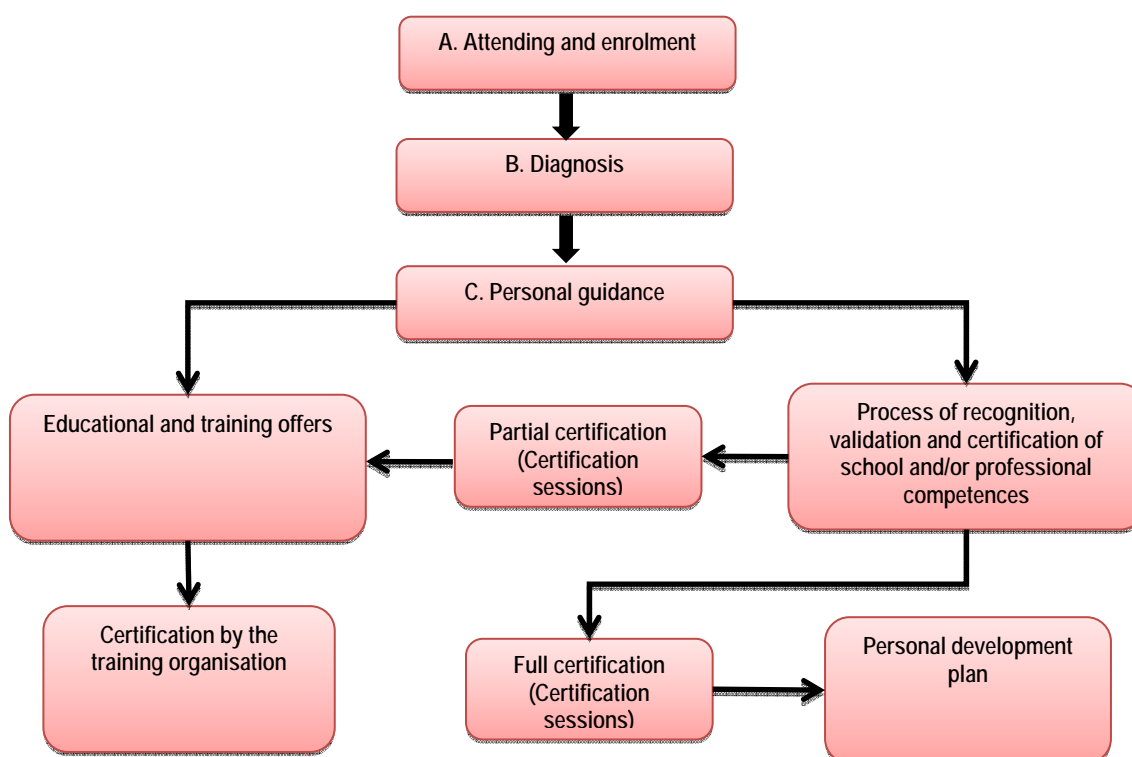 A. Attending and enrolment
B. Diagnosis
C. Personal guidance
Educational and training offers
Partial certification
(Certification
sessions)
Process of recognition,
validation and certification of
school and/or professional
competences
Certification by the
training organisation
Full certification
(Certification
sessions)
Personal development
plan